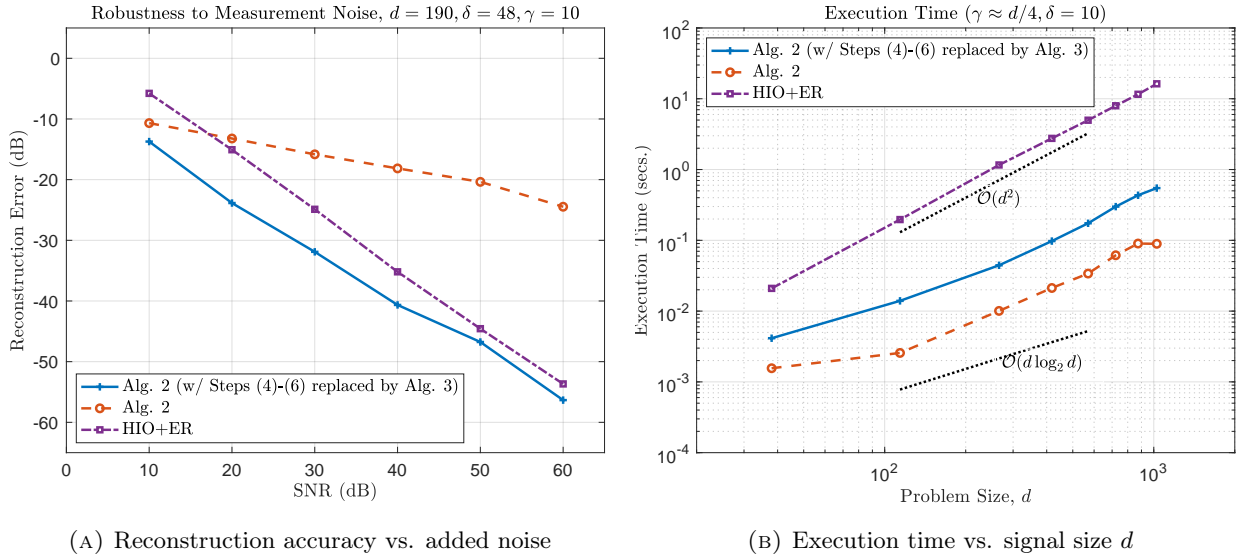 Robustness to Measurement Noise, d = 190, δ = 48, γ = 10
0
-10
-20
-30
-40
-50
-60
Reconstruction Error (dB)
Alg. 2 (w/ Steps (4)-(6) replaced by Alg. 3)
Alg. 2
HIO+ER
0 10 20 30 40 50 60
SNR (dB)
(A) Reconstruction accuracy vs. added noise
Execution Time (γ ≈ d/4, δ = 10)
10^2
10^1
10^0
10^-1
10^-2
10^-3
10^-4
Execution Time (secs.)
Alg. 2 (w/ Steps (4)-(6) replaced by Alg. 3)
Alg. 2
HIO+ER
O(d^2)
O(d log_2 d)
10^2 10^3
Problem Size, d
(B) Execution time vs. signal size d